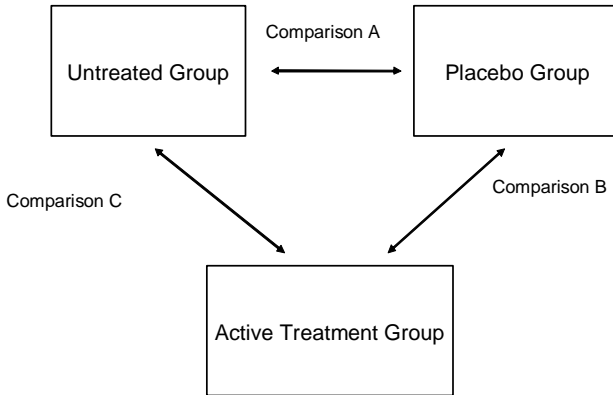 Comparison A
Untreated Group
Placebo Group
Comparison C
Comparison B
Active Treatment Group